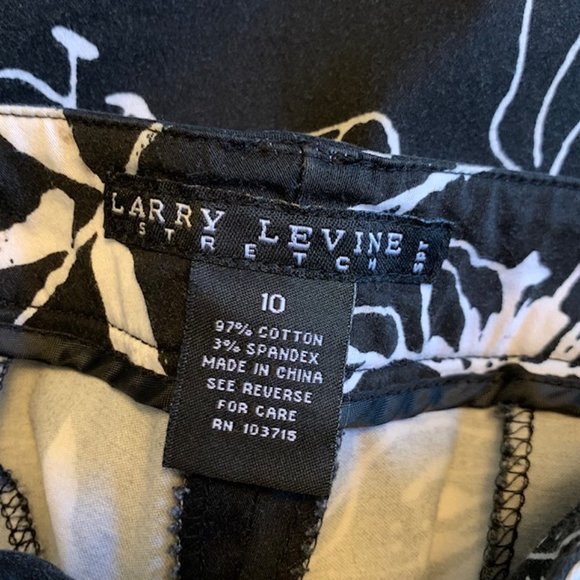 LARRY LEVINE
STRETCH SPT
10
97% COTTON
3% SPANDEX
MADE IN CHINA
SEE REVERSE
FOR CARE
RN 103715